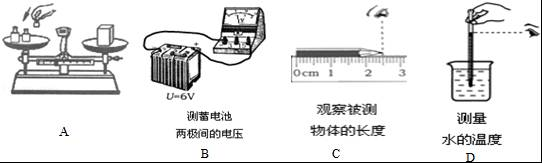 V
+
U=6V
0cm 1 2 3
测蓄电池
两极间的电压
观察被测
物体的长度
测量
水的温度
A
B
C
D